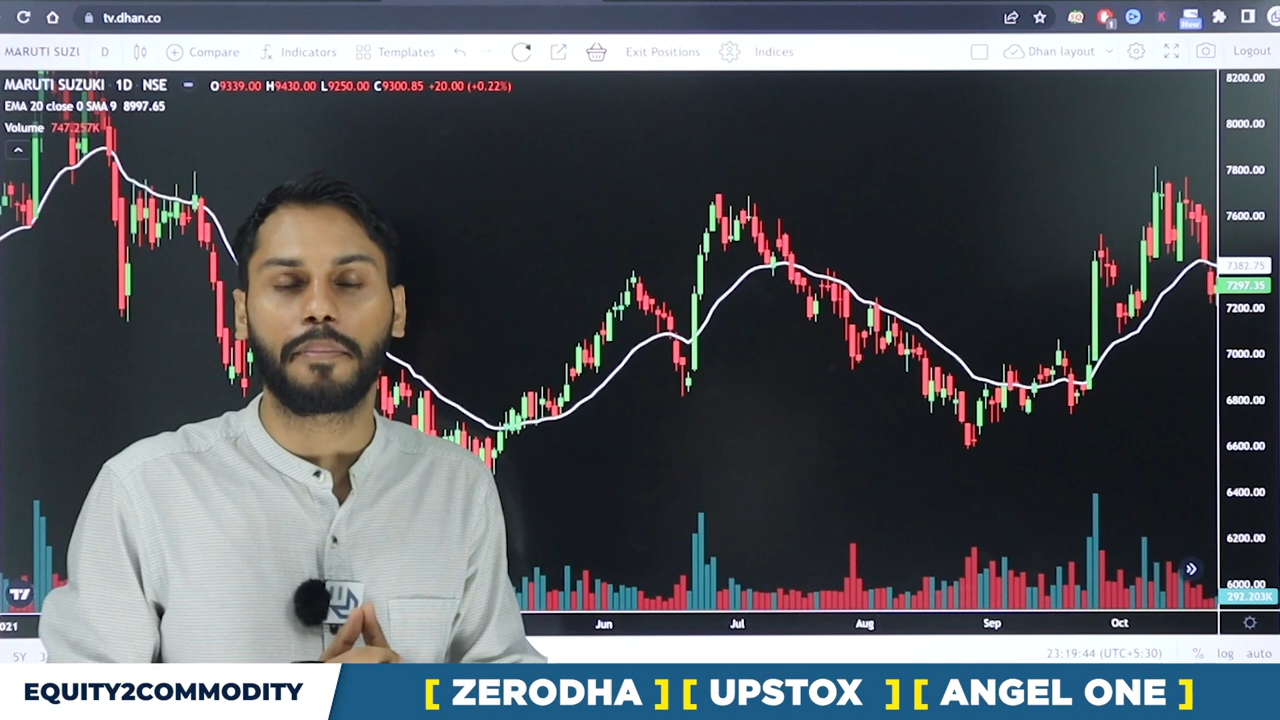 tv.dhan.co
New
1
MARUTI SUZI D Compare Indicators Templates Exit Positions Indices Dhan layout Logout
MARUTI SUZUKI 1D NSE O9339.00 H9430.00 L9250.00 C9300.85 +20.00 (+0.22%)
EMA 20 close 0 SMA 9 8997.65
Volume 747.257K
8200.00
8000.00
7800.00
7600.00
7382.75
7297.35
7200.00
7000.00
6800.00
6600.00
6400.00
6200.00
6000.00
292.203K
2021 Jun Jul Aug Sep Oct
5Y 23:19:44 (UTC+5:30) % log auto
EQUITY2COMMODITY [ ZERODHA ] [ UPSTOX ] [ ANGEL ONE ]